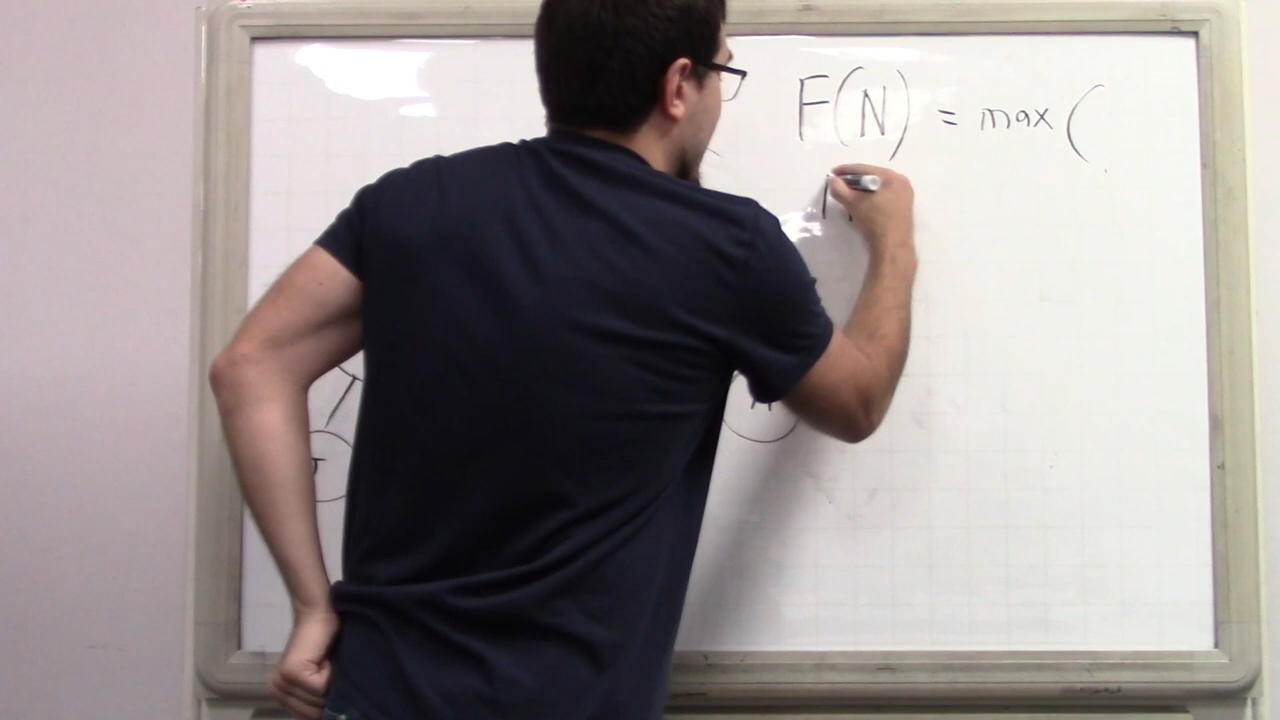 F(N) = max (